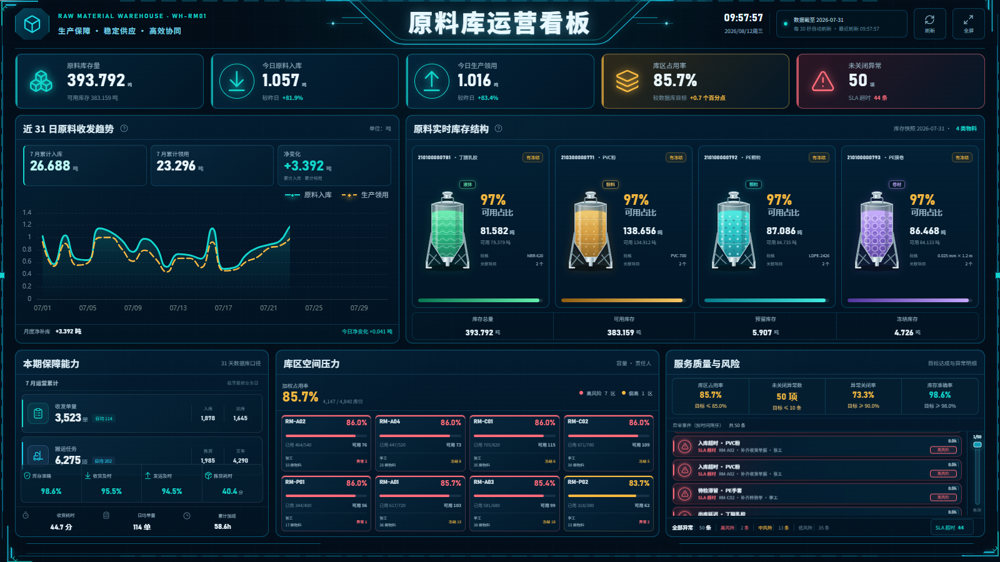 RAW MATERIAL WAREHOUSE · WH-RM01
生产保障 • 稳定供应 • 高效协同
原料库运营看板
09:57:57
2026/08/12周三
数据截至 2026-07-31
每 30 秒自动刷新 • 最近刷新 09:57:57
刷新
全屏
原料库存量
393.792 吨
可用库存 383.159 吨
今日原料入库
1.057 吨
较昨日 +81.9%
今日生产领用
1.016 吨
较昨日 +83.4%
库区占用率
85.7%
较数据库目标 +0.7 个百分点
未关闭异常
50 项
SLA 超时 44 条
近 31 日原料收发趋势
单位：吨
7 月累计入库
26.688 吨
7 月累计领用
23.296 吨
净变化
+3.392 吨
累计入库 · 累计领用
原料入库
生产领用
1.4
1.2
1
0.8
0.6
0.4
0.2
0
07/01 07/05 07/09 07/13 07/17 07/21 07/25 07/29
月度净补库 +3.392 吨
今日净变化 +0.041 吨
原料实时库存结构
库存快照 2026-07-31 • 4 类物料
210100000781 • 丁腈乳胶
有冻结
液体
97%
可用占比
81.582 吨
可用 79.379 吨
规格 NBR-620
关联项目 2 个
210300000771 • PVC粉
有冻结
粉料
97%
可用占比
138.656 吨
可用 134.912 吨
规格 PVC-700
关联项目 2 个
210100000792 • PE颗粒
有冻结
颗粒
97%
可用占比
87.086 吨
可用 84.735 吨
规格 LDPE-2426
关联项目 2 个
210100000793 • PE膜卷
有冻结
卷材
97%
可用占比
86.468 吨
可用 84.133 吨
规格 0.025 mm × 1.2 m
关联项目 2 个
库存总量
393.792 吨
可用库存
383.159 吨
预留库存
5.907 吨
冻结库存
4.726 吨
本期保障能力
31 天数据库口径
7 月运营累计
截至最新业务日
收发单量
3,523 单 日均 114
入库
1,878
出库
1,645
搬运任务
6,275 项 日均 202
拣货
1,985
叉车
4,290
库存准确
98.6%
收货及时
95.5%
发运及时
94.5%
拣货耗时
40.4 分
收货耗时
44.7 分
日均单量
114 单
累计加班
58.6h
库区空间压力
容量 • 责任人
加权占用率
85.7% 4,147 / 4,840 库位
高风险 7 区
偏高 1 区
RM-A02 86.0%
已用 464/540 可用 76
张工
33 类物料 异常 2
RM-A04 86.0%
已用 447/520 可用 73
李工
23 类物料 冻结 8
RM-C01 86.0%
已用 705/820 可用 115
张工
35 类物料 冻结 6
RM-C02 86.0%
已用 671/780 可用 109
李工
30 类物料 冻结 5
RM-P01 86.0%
已用 344/400 可用 56
张工
17 类物料 异常 1
RM-A01 85.7%
已用 617/720 可用 103
张工
36 类物料 冻结 13
RM-A03 85.4%
已用 581/680 可用 99
张工
38 类物料 冻结 18
RM-P02 83.7%
已用 318/380 可用 62
李工
23 类物料 异常 2
服务质量与风险
目标达成与异常明细
库区占用率
85.7%
目标 ≤ 85.0%
未关闭异常数
50 项
目标 ≤ 10 条
异常关闭率
73.3%
目标 ≥ 90.0%
库存准确率
98.6%
目标 ≥ 98.0%
异常事件（按时间降序） 共 50 条
入库超时 • PVC粉
SLA 超时 RM-A02 • 补齐收货单据 • 张工
0.0h
高风险
入库超时 • PVC粉
SLA 超时 RM-A02 • 补齐收货单据 • 张工
0.0h
高风险
待检滞留 • PE手套
SLA 超时 RM-C02 • 补齐检验单 • 李工
0.0h
高风险
出库延迟 • 丁腈乳胶
0.0h
1/50
拖动
全部异常 50 条
高风险 2 条
中风险 13 条
低风险 35 条
SLA 超时 44